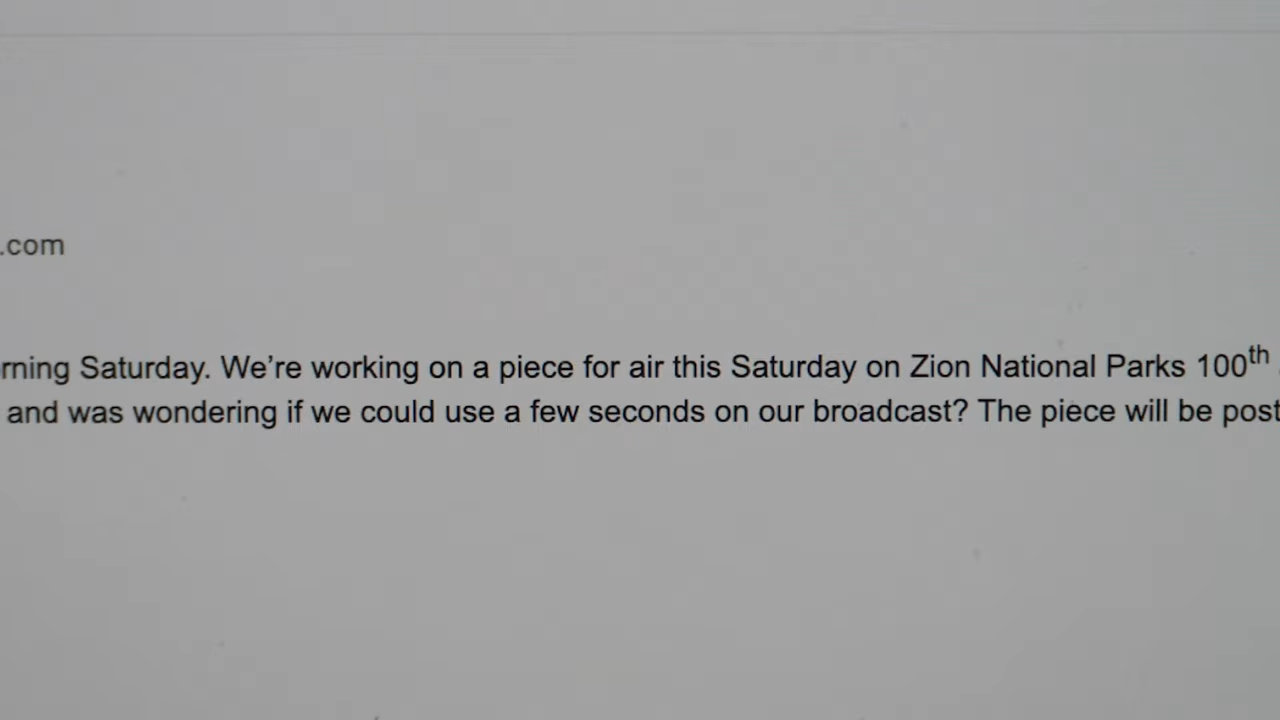 .com
rning Saturday. We're working on a piece for air this Saturday on Zion National Parks 100th
and was wondering if we could use a few seconds on our broadcast? The piece will be post